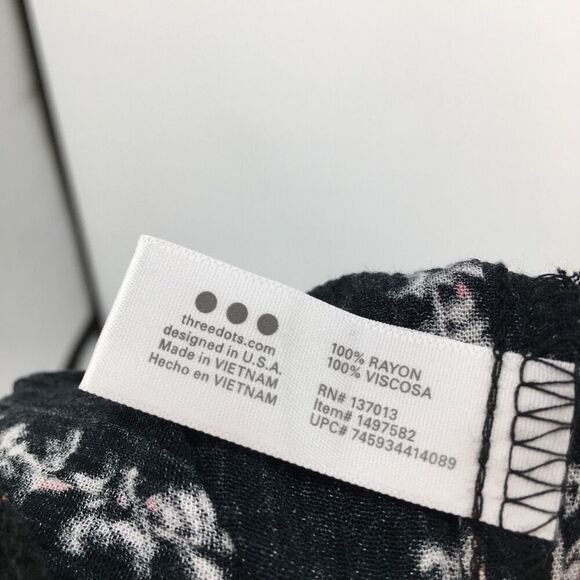 threedots.com
designed in U.S.A.
Made in VIETNAM
Hecho en VIETNAM
100% RAYON
100% VISCOSA
RN# 137013
Item# 1497582
UPC# 745934414089